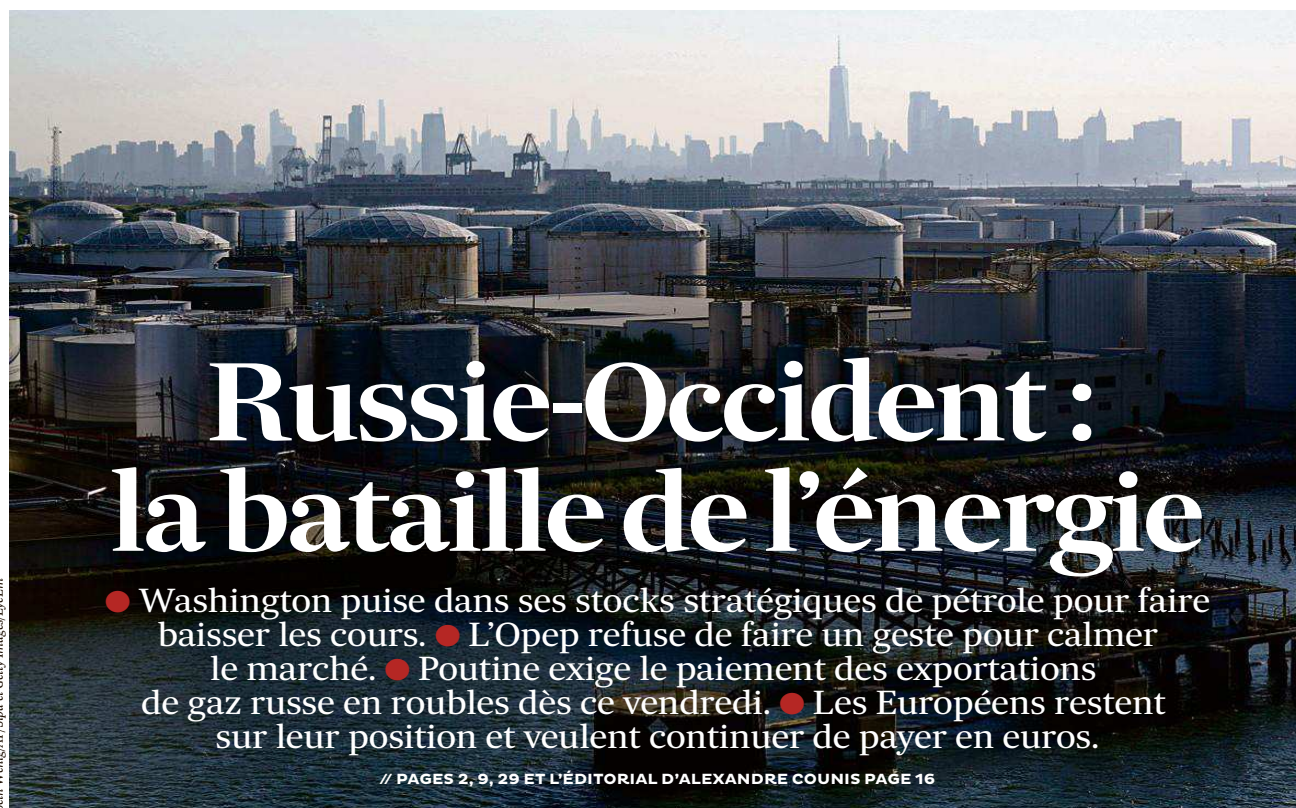 Russie-Occident :
la bataille de l’énergie
● Washington puise dans ses stocks stratégiques de pétrole pour faire
baisser les cours. ● L’Opep refuse de faire un geste pour calmer
le marché. ● Poutine exige le paiement des exportations
de gaz russe en roubles dès ce vendredi. ● Les Européens restent
sur leur position et veulent continuer de payer en euros.
// PAGES 2, 9, 29 ET L’ÉDITORIAL D’ALEXANDRE COUNIS PAGE 16